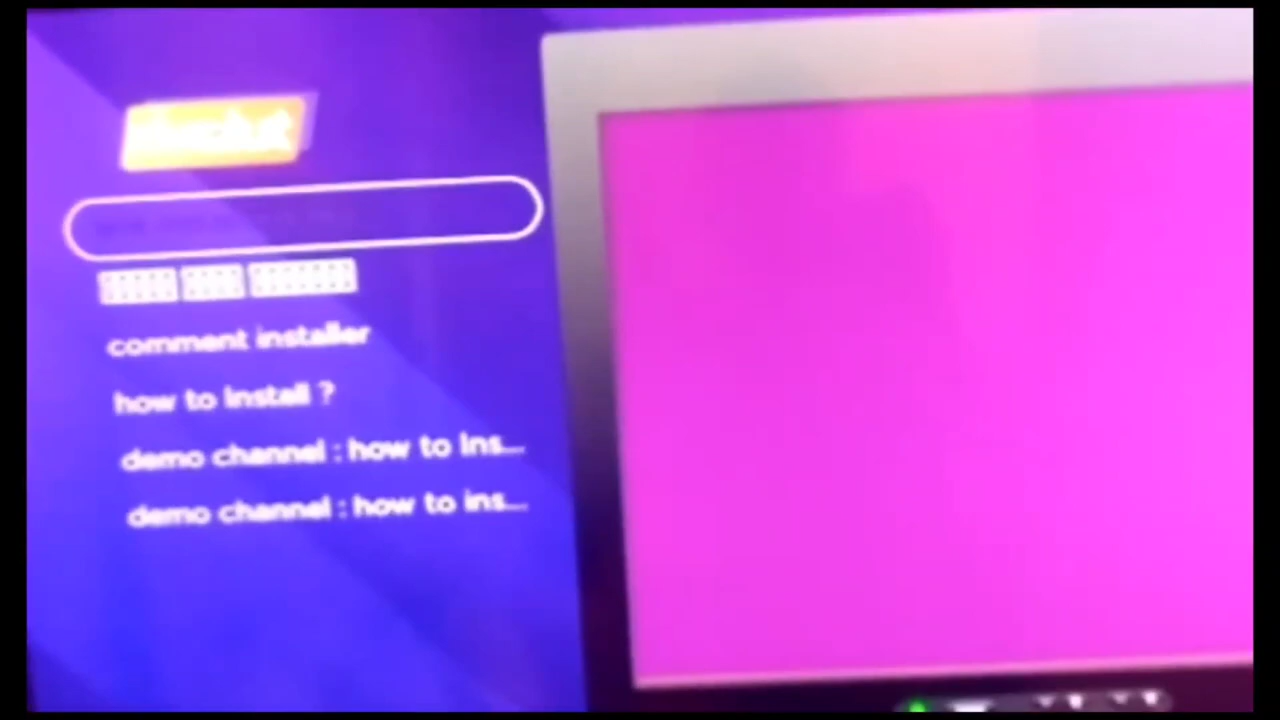 comment installer
how to install ?
demo channel : how to ins...
demo channel : how to ins...